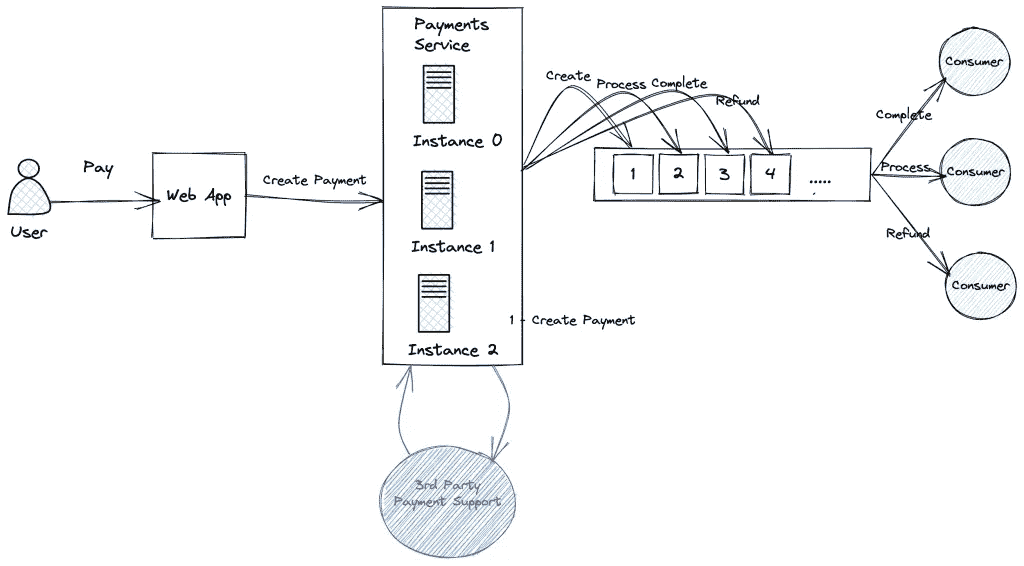 Payments
Service
Instance 0
Instance 1
Instance 2
Pay
User
Web App
Create Payment
Create
Process
Complete
Refund
1
2
3
4
.....
1 - Create Payment
Complete
Process
Refund
Consumer
Consumer
Consumer
3rd Party
Payment Support